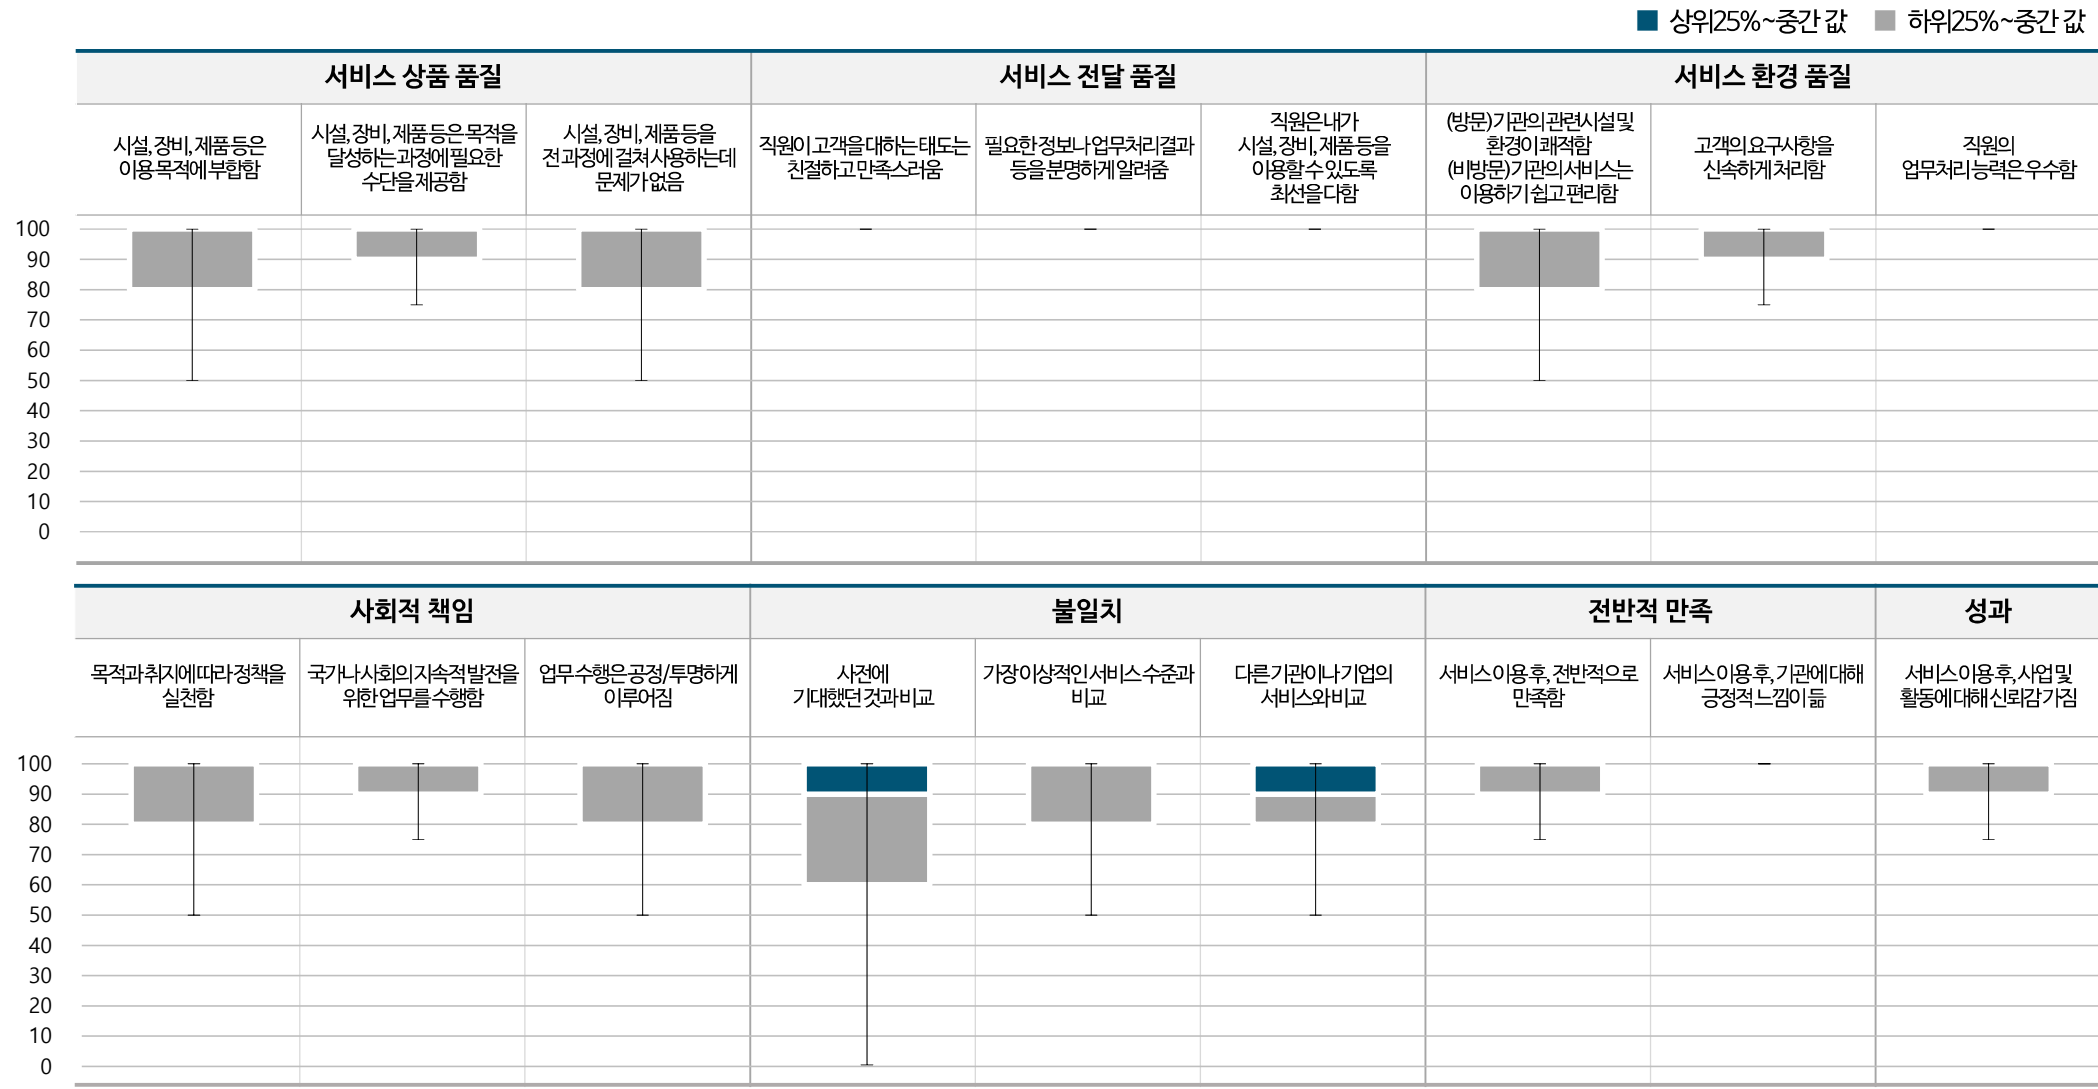 상위25%~중간 값 하위25%~중간 값
서비스 상품 품질 서비스 전달 품질 서비스 환경 품질
시설, 장비, 제품 등은
이용 목적에 부합함
시설, 장비, 제품 등은 목적을
달성하는 과정에 필요한
수단을 제공함
시설, 장비, 제품 등을
전 과정에 걸쳐 사용하는데
문제가 없음
직원이 고객을 대하는 태도는
친절하고 만족스러움
필요한 정보나 업무처리 결과
등을 분명하게 알려줌
직원은 내가
시설, 장비, 제품 등을
이용할 수 있도록
최선을 다함
(방문)기관의 관련시설 및
환경이 쾌적함
(비방문)기관의 서비스는
이용하기 쉽고 편리함
고객의 요구사항을
신속하게 처리함
직원의
업무처리 능력은 우수함
100
90
80
70
60
50
40
30
20
10
0
사회적 책임 불일치 전반적 만족 성과
목적과 취지에 따라 정책을
실천함
국가나 사회의 지속적 발전을
위한 업무를 수행함
업무 수행은 공정/투명하게
이루어짐
사전에
기대했던 것과 비교
가장 이상적인 서비스 수준과
비교
다른 기관이나 기업의
서비스와 비교
서비스 이용 후, 전반적으로
만족함
서비스 이용 후, 기관에 대해
긍정적 느낌이 듦
서비스 이용 후, 사업 및
활동에 대해 신뢰감 가짐
100
90
80
70
60
50
40
30
20
10
0